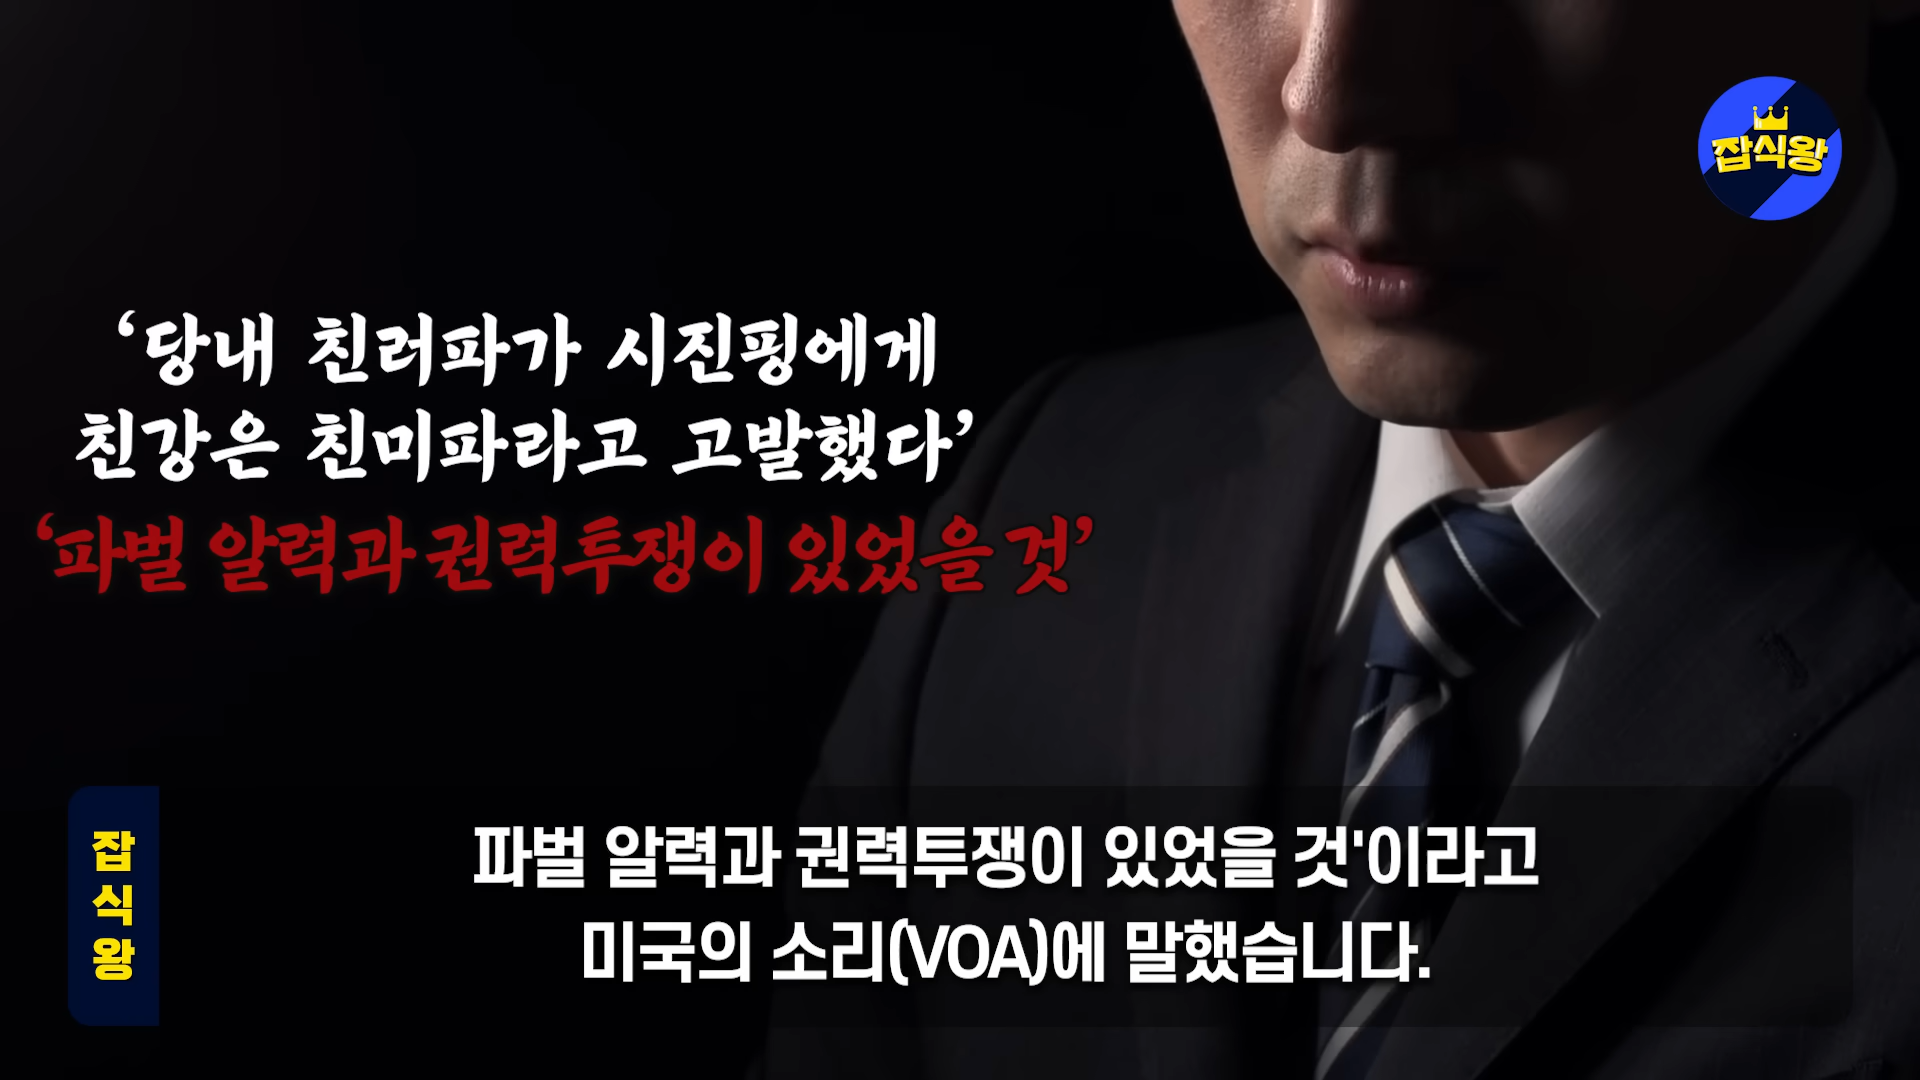 잡식왕
‘당내 친러파가 시진핑에게
친강은 친미파라고 고발했다’
‘파벌 알력과 권력투쟁이 있었을 것’
잡식왕
파벌 알력과 권력투쟁이 있었을 것'이라고
미국의 소리(VOA)에 말했습니다.